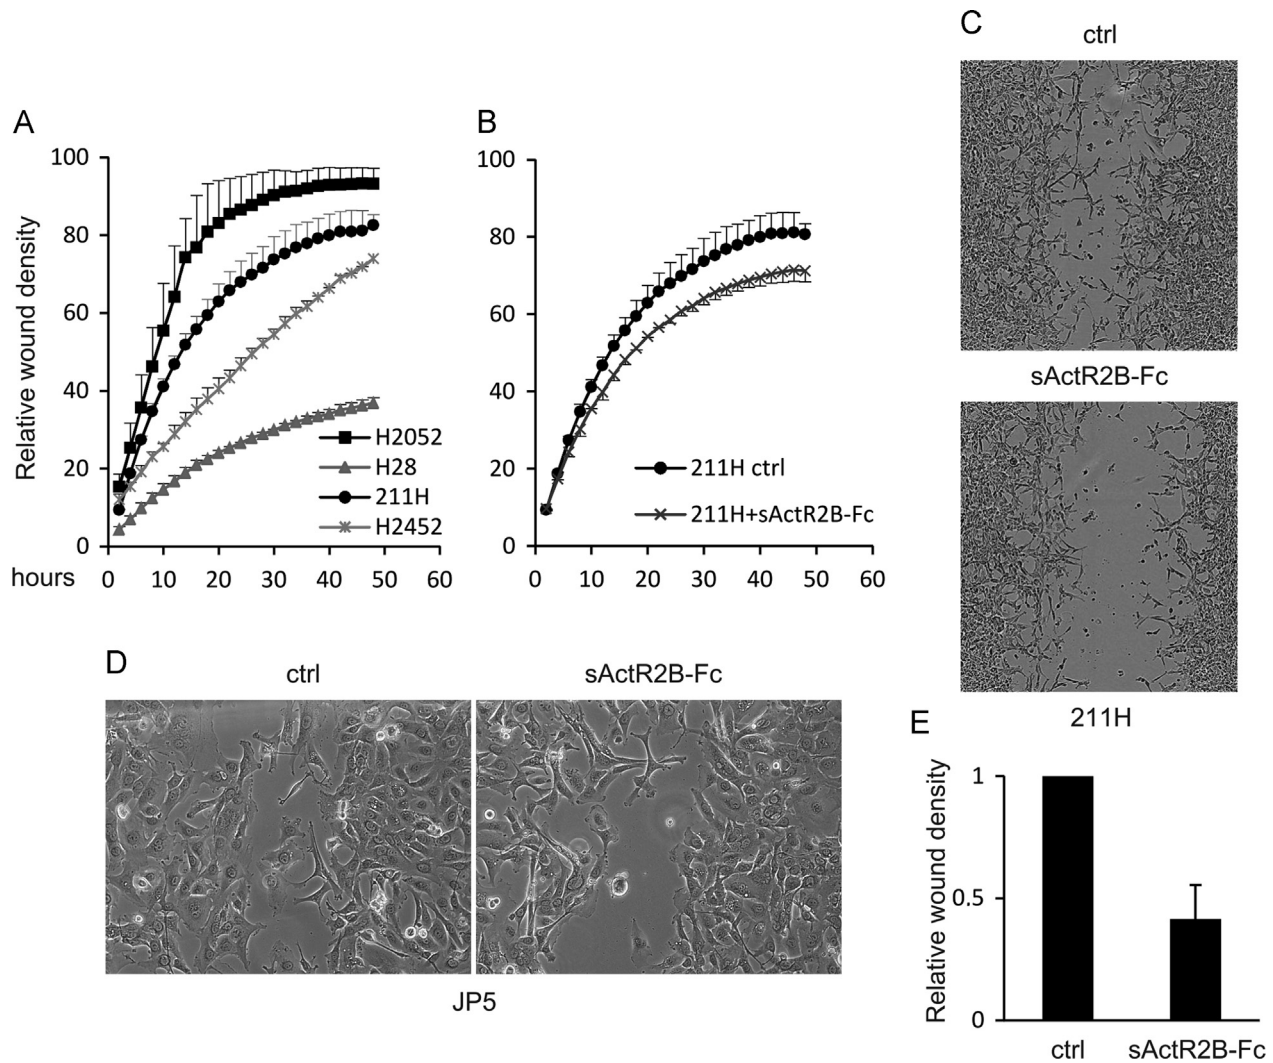 A
100
80
60
40
20
0
Relative wound density
hours
0 10 20 30 40 50 60
H2052
H28
211H
H2452
B
100
80
60
40
20
0
0 10 20 30 40 50 60
211H ctrl
211H+sActR2B-Fc
C
ctrl
sActR2B-Fc
211H
D
ctrl sActR2B-Fc
JP5
E
Relative wound density
1
0.5
0
ctrl sActR2B-Fc